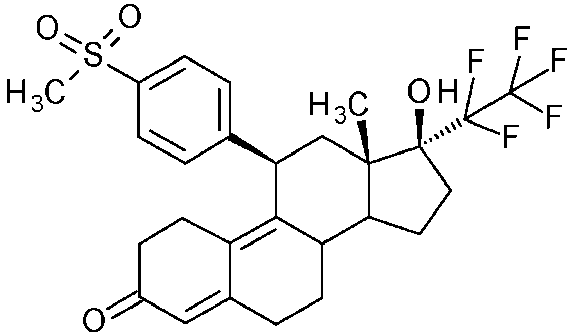 O O
S
H3C
H3C OH F F F
F F
O